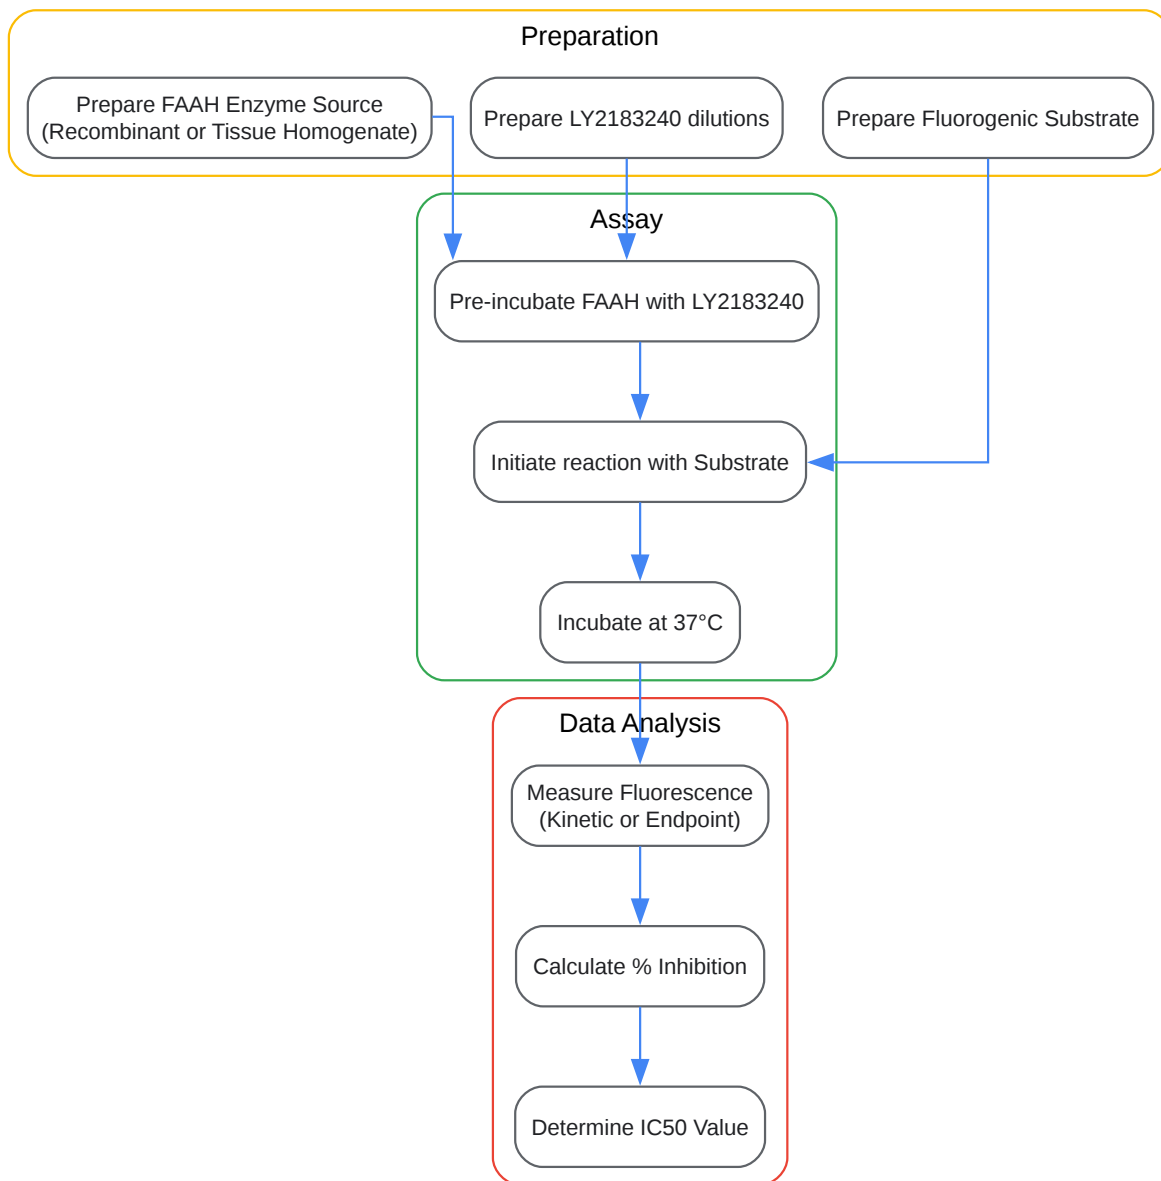 Preparation
Prepare FAAH Enzyme Source
(Recombinant or Tissue Homogenate)
Prepare LY2183240 dilutions
Prepare Fluorogenic Substrate
Assay
Pre-incubate FAAH with LY2183240
Initiate reaction with Substrate
Incubate at 37°C
Data Analysis
Measure Fluorescence
(Kinetic or Endpoint)
Calculate % Inhibition
Determine IC50 Value